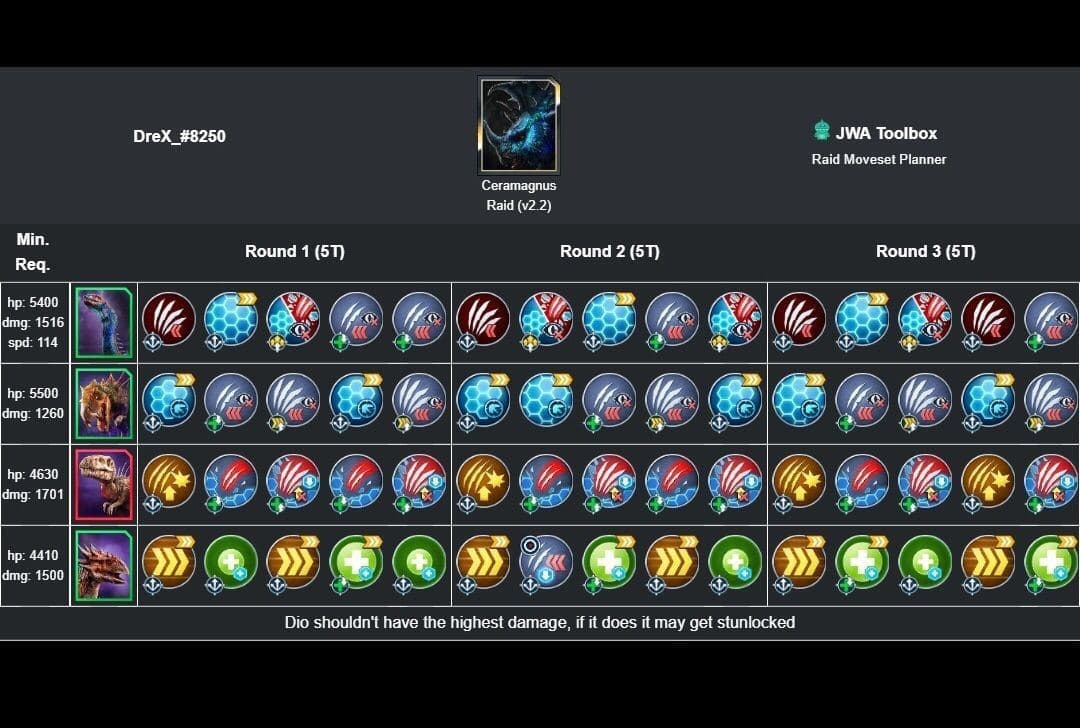 DreX_#8250
Ceramagnus
Raid (v2.2)
JWA Toolbox
Raid Moveset Planner
Min.
Req.
Round 1 (5T)
Round 2 (5T)
Round 3 (5T)
hp: 5400
dmg: 1516
spd: 114
hp: 5500
dmg: 1260
hp: 4630
dmg: 1701
hp: 4410
dmg: 1500
Dio shouldn't have the highest damage, if it does it may get stunlocked